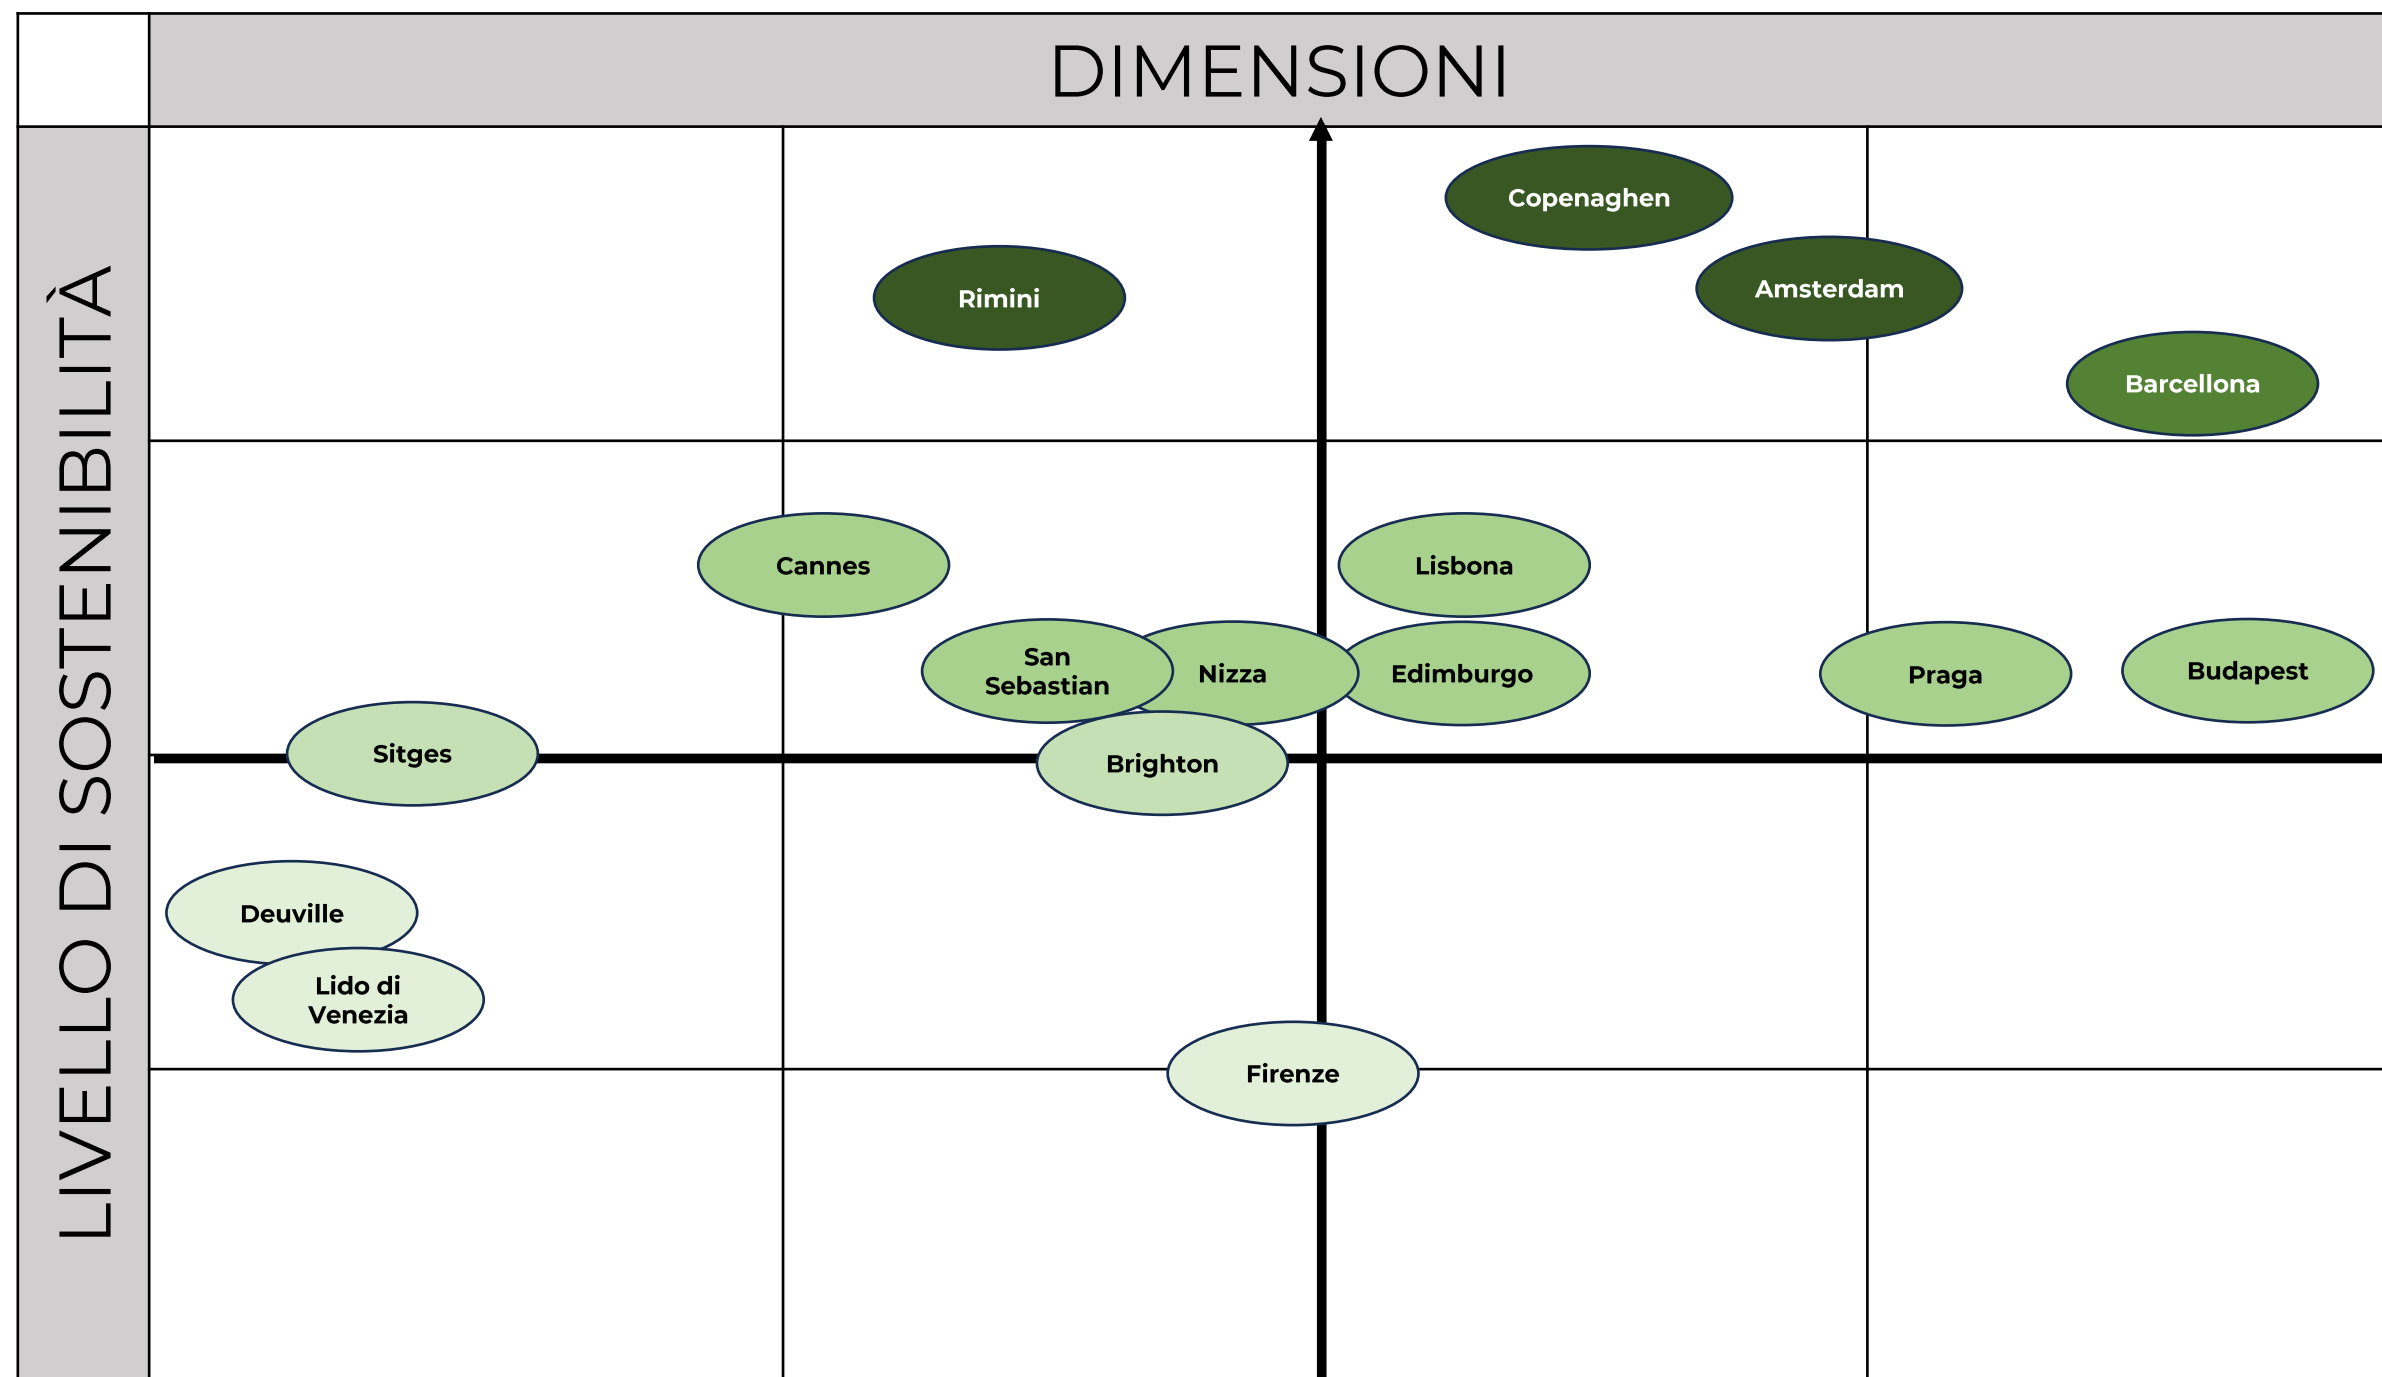 DIMENSIONI
LIVELLO DI SOSTENIBILITÀ
Copenaghen
Amsterdam
Rimini
Barcellona
Cannes
Lisbona
San
Sebastian
Nizza
Edimburgo
Praga
Budapest
Sitges
Brighton
Deuville
Lido di
Venezia
Firenze